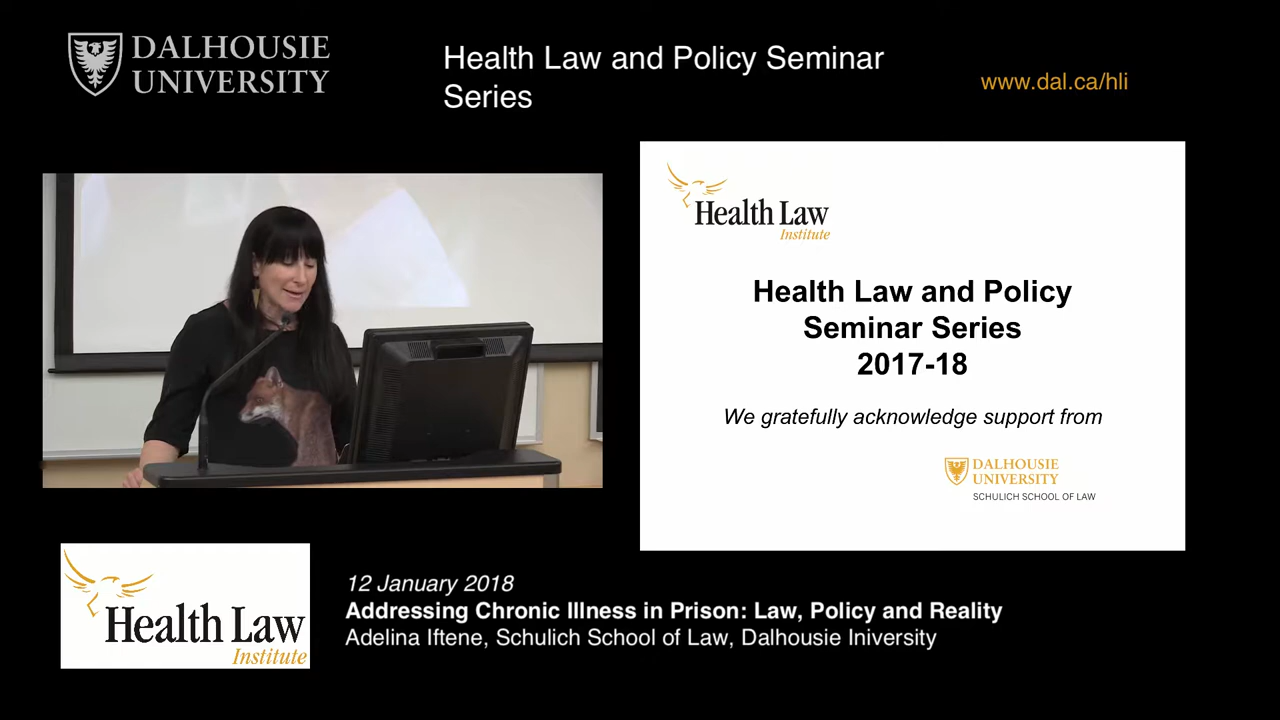 DALHOUSIE
UNIVERSITY
Health Law and Policy Seminar
Series
www.dal.ca/hli
Health Law
Institute
Health Law and Policy
Seminar Series
2017-18
We gratefully acknowledge support from
DALHOUSIE
UNIVERSITY
SCHULICH SCHOOL OF LAW
Health Law
Institute
12 January 2018
Addressing Chronic Illness in Prison: Law, Policy and Reality
Adelina Iftene, Schulich School of Law, Dalhousie Iniversity